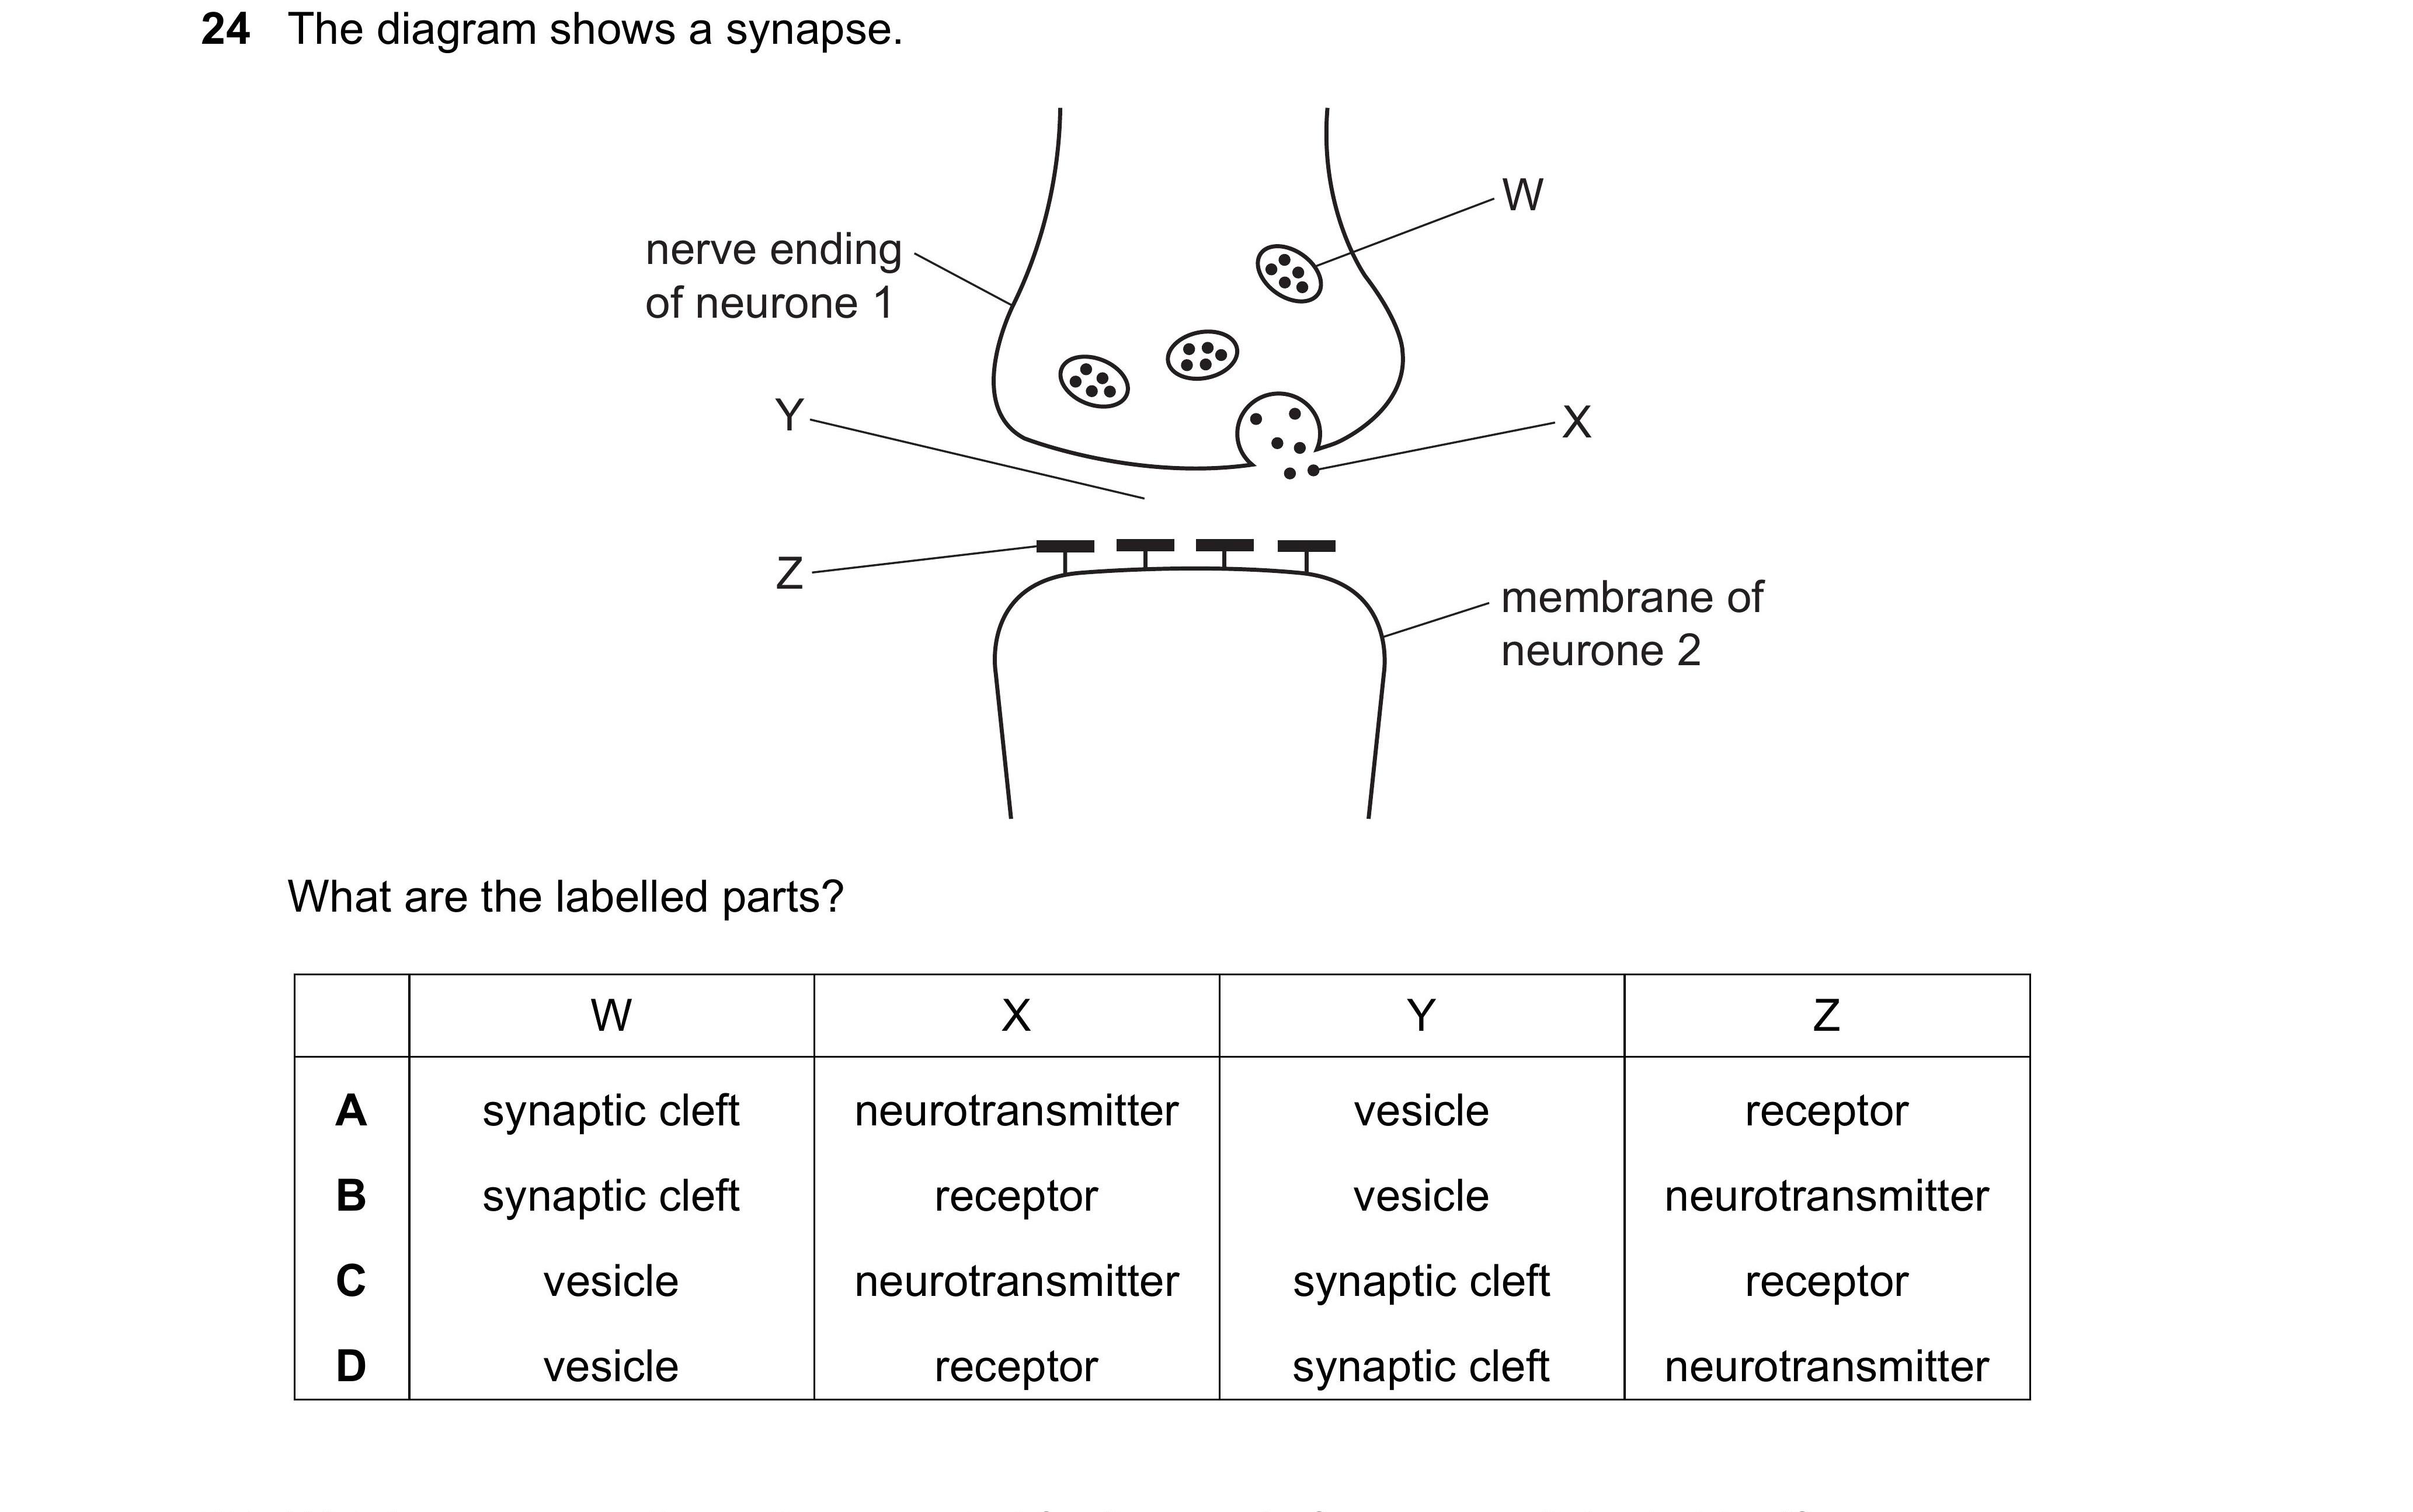 24 The diagram shows a synapse.
W
nerve ending
of neurone 1
Y
X
Z
membrane of
neurone 2
What are the labelled parts?
W X Y Z
A synaptic cleft neurotransmitter vesicle receptor
B synaptic cleft receptor vesicle neurotransmitter
C vesicle neurotransmitter synaptic cleft receptor
D vesicle receptor synaptic cleft neurotransmitter